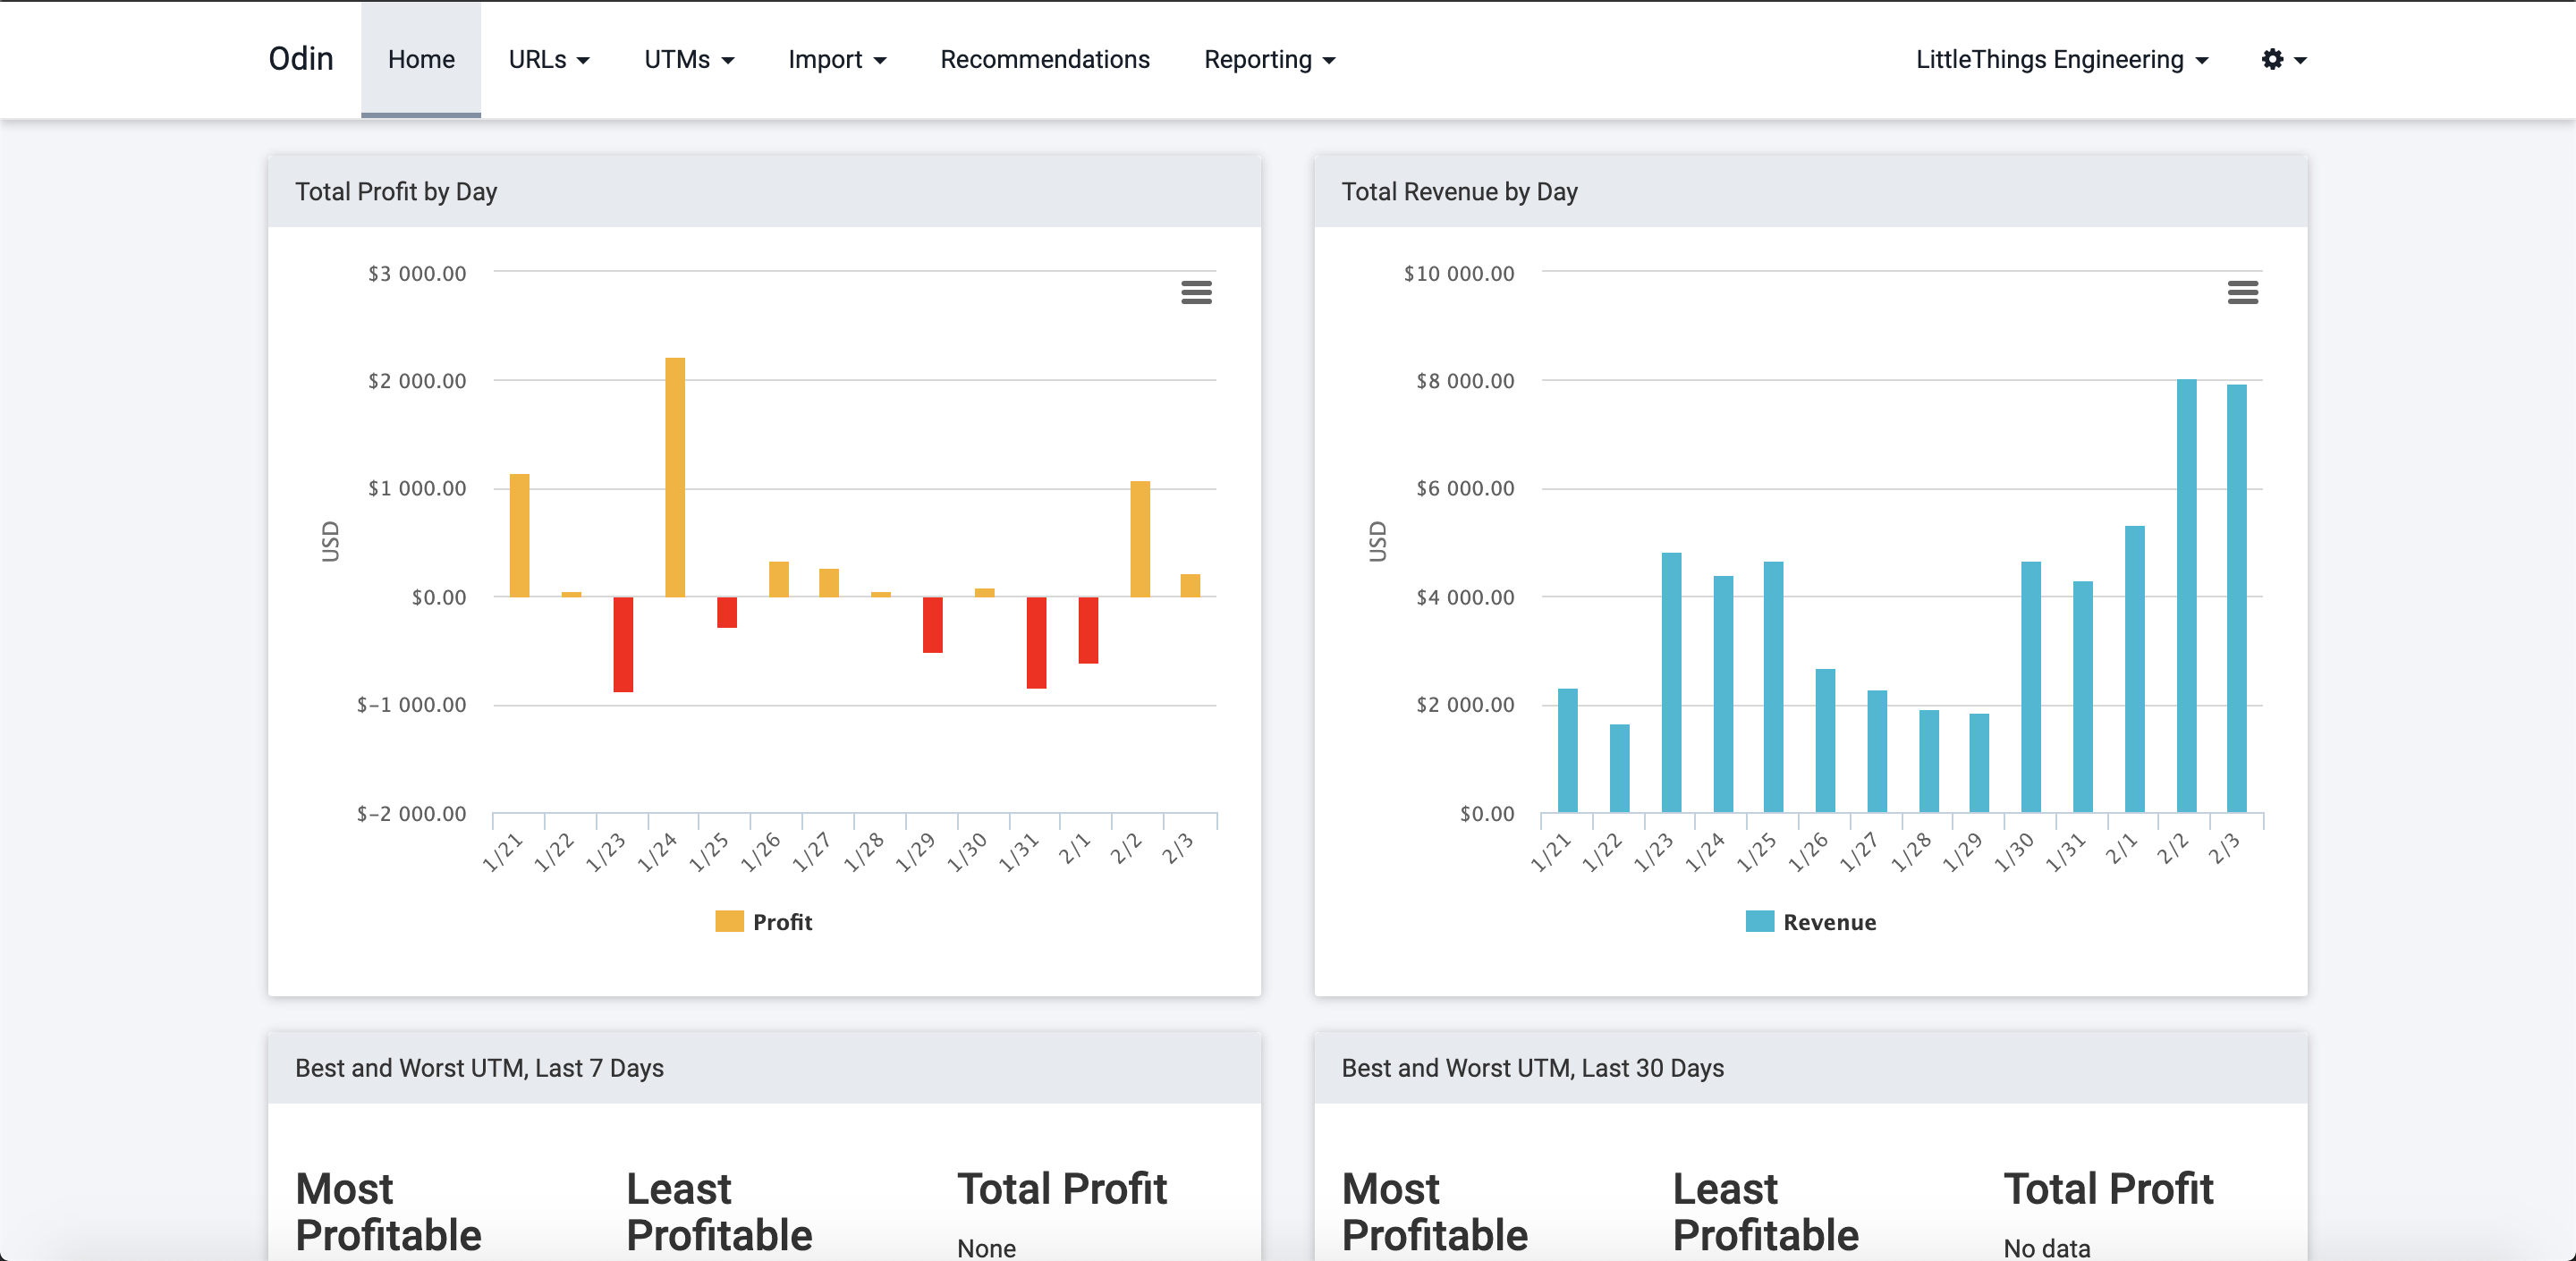 Odin
Home
URLs
UTMs
Import
Recommendations
Reporting
LittleThings Engineering
Total Profit by Day
$3 000.00
$2 000.00
$1 000.00
$0.00
$-1 000.00
$-2 000.00
USD
1/21
1/22
1/23
1/24
1/25
1/26
1/27
1/28
1/29
1/30
1/31
2/1
2/2
2/3
Profit
Total Revenue by Day
$10 000.00
$8 000.00
$6 000.00
$4 000.00
$2 000.00
$0.00
USD
1/21
1/22
1/23
1/24
1/25
1/26
1/27
1/28
1/29
1/30
1/31
2/1
2/2
2/3
Revenue
Best and Worst UTM, Last 7 Days
Most
Profitable
Least
Profitable
Total Profit
None
Best and Worst UTM, Last 30 Days
Most
Profitable
Least
Profitable
Total Profit
No data